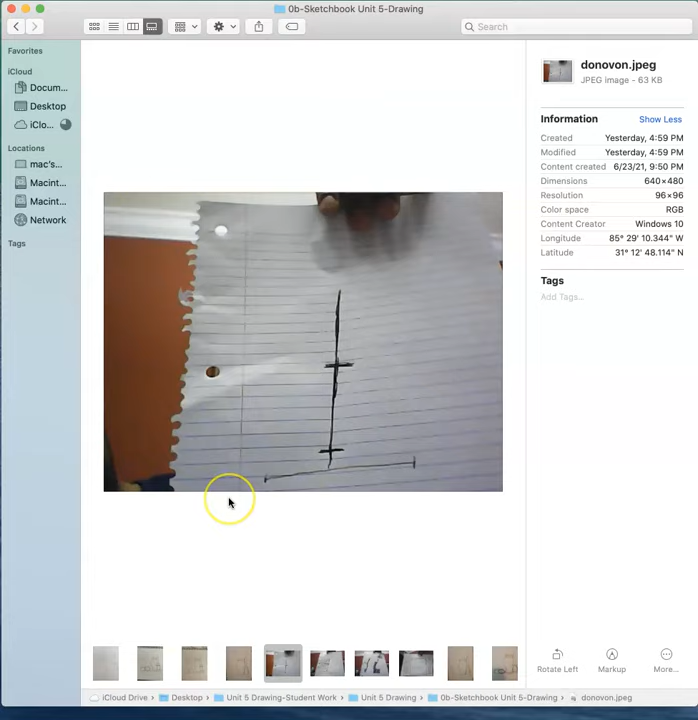 0b-Sketchbook Unit 5-Drawing
Search
Favorites
iCloud
Docum...
Desktop
iClo...
Locations
mac's...
Macint...
Macint...
Network
Tags
donovon.jpeg
JPEG image - 63 KB
Information Show Less
Created Yesterday, 4:59 PM
Modified Yesterday, 4:59 PM
Content created 6/23/21, 9:50 PM
Dimensions 640×480
Resolution 96×96
Color space RGB
Content Creator Windows 10
Longitude 85° 29' 10.344" W
Latitude 31° 12' 48.114" N
Tags
Add Tags...
Rotate Left Markup More...
iCloud Drive Desktop Unit 5 Drawing-Student Work Unit 5 Drawing 0b-Sketchbook Unit 5-Drawing donovon.jpeg